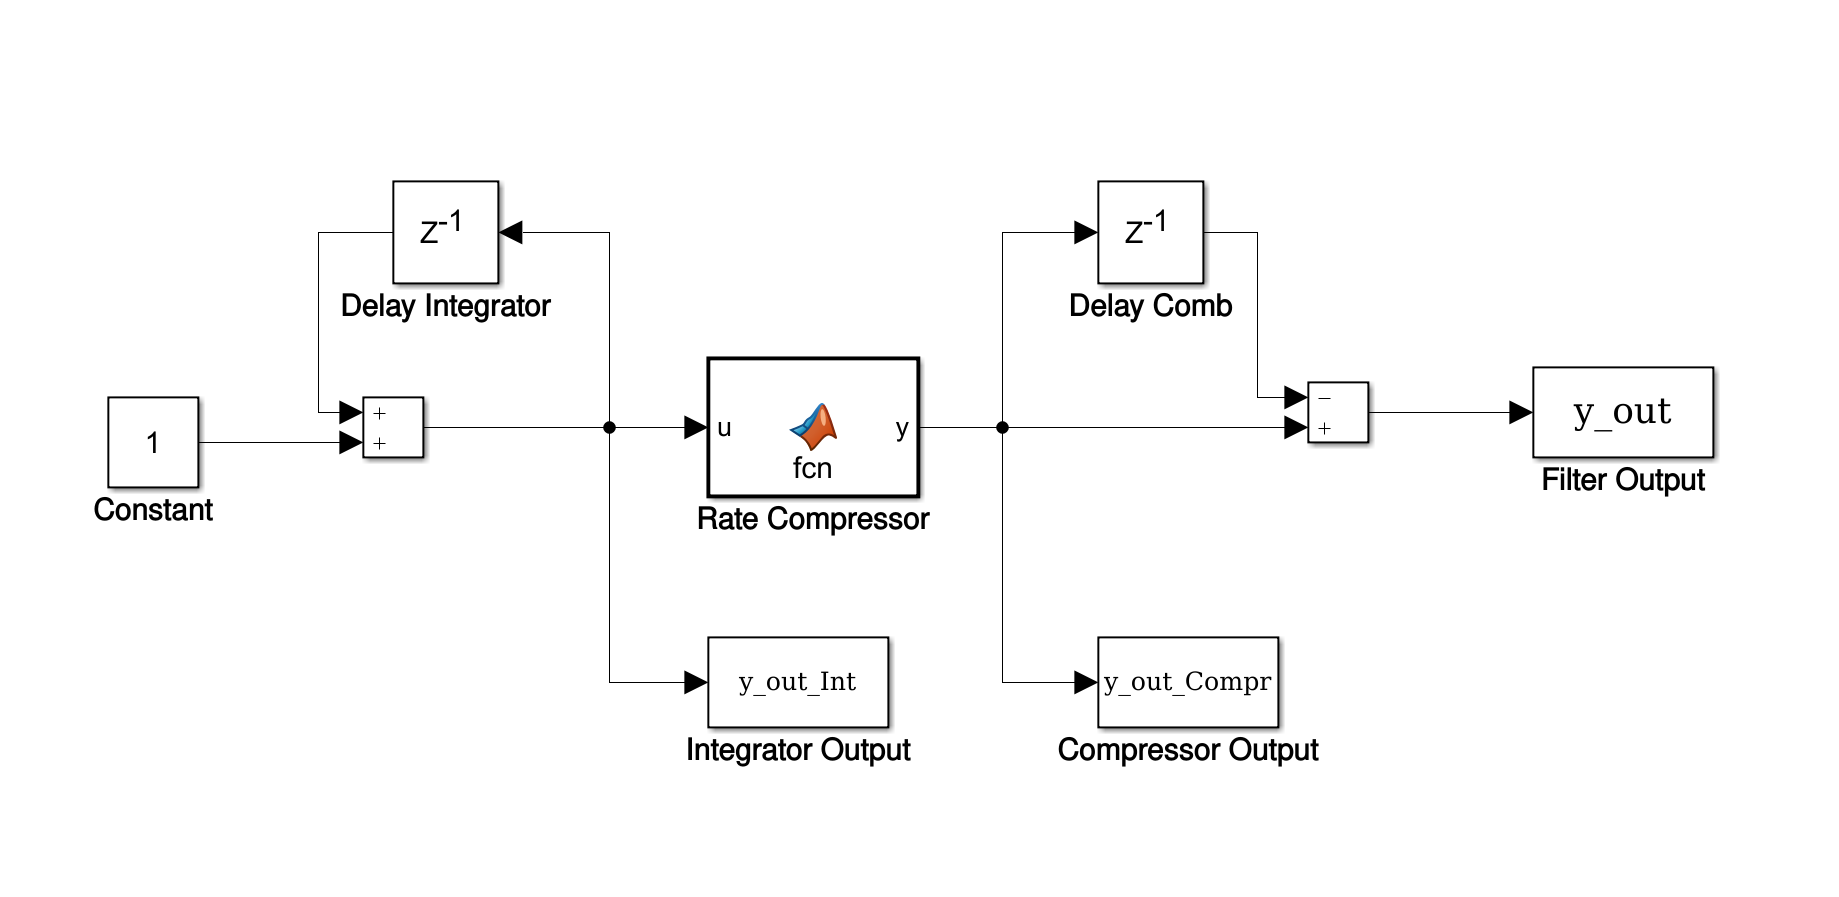 z-1
Delay Integrator
z-1
Delay Comb
1
Constant
+
+
u
fcn
y
Rate Compressor
−
+
y_out
Filter Output
y_out_Int
Integrator Output
y_out_Compr
Compressor Output